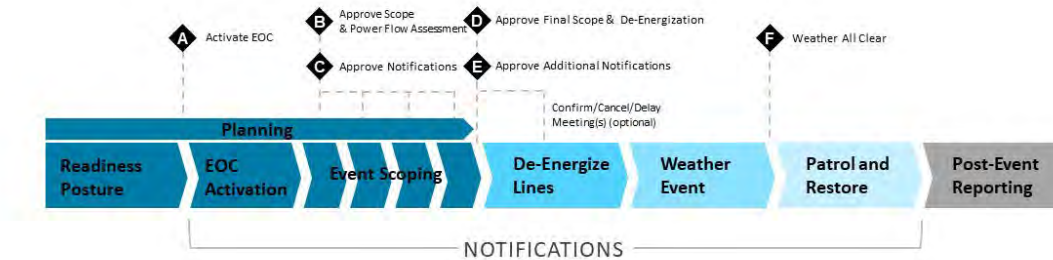 A Activate EOC
B Approve Scope
& Power Flow Assessment
C Approve Notifications
D Approve Final Scope & De-Energization
E Approve Additional Notifications
Confirm/Cancel/Delay
Meeting(s) (optional)
F Weather All Clear
Planning
Readiness
Posture
EOC
Activation
Event Scoping
De-Energize
Lines
Weather
Event
Patrol and
Restore
Post-Event
Reporting
NOTIFICATIONS